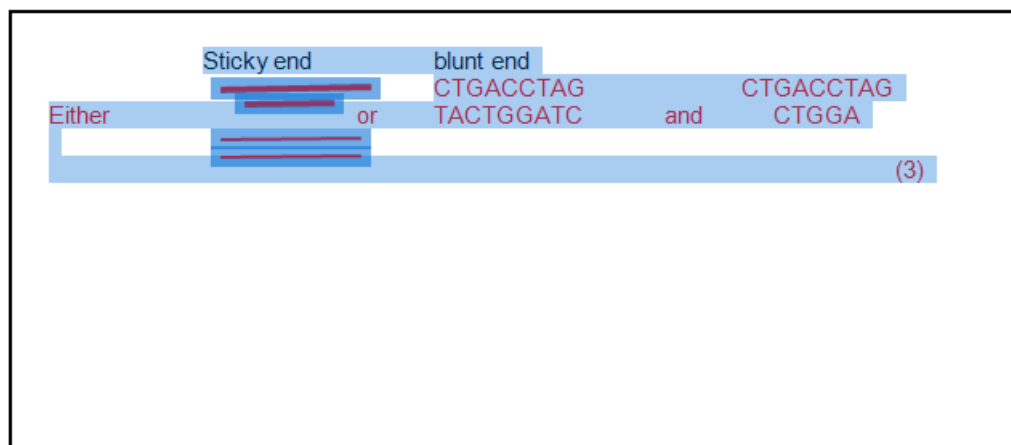 Sticky end blunt end
CTGACCTAG CTGACCTAG
Either or TACTGGATC and CTGGA
(3)